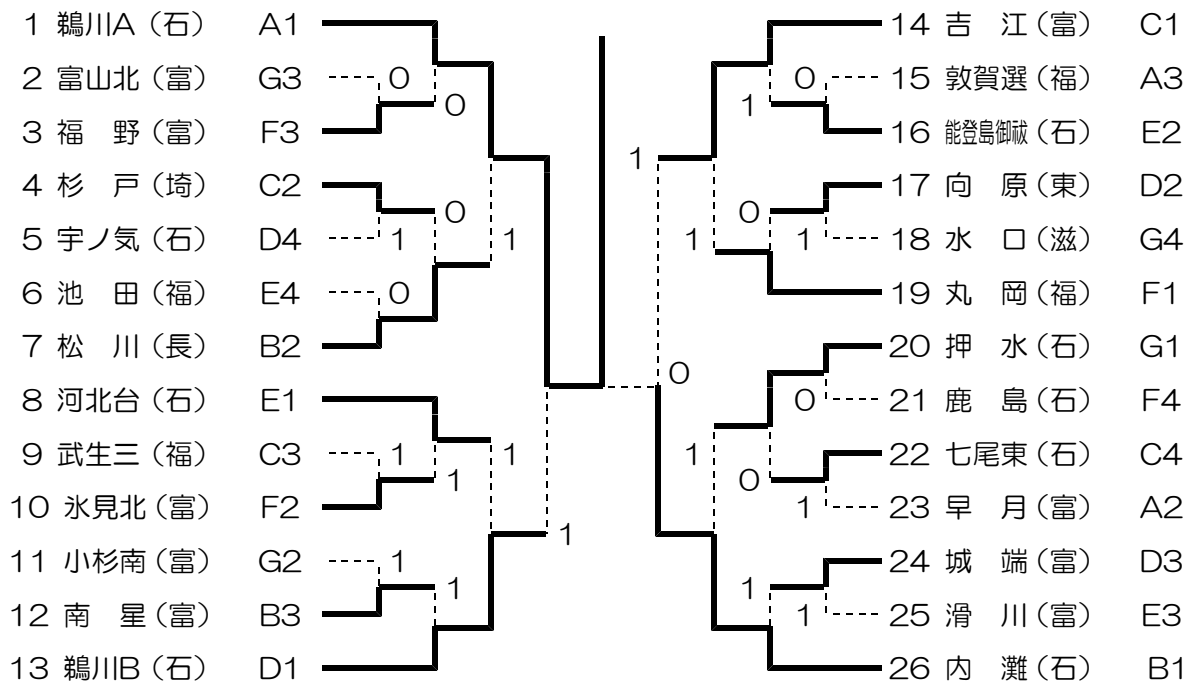 1 鵜川A（石） A1
2 富山北（富） G3
3 福　野（富） F3
4 杉　戸（埼） C2
5 宇ノ気（石） D4
6 池　田（福） E4
7 松　川（長） B2
8 河北台（石） E1
9 武生三（福） C3
10 氷見北（富） F2
11 小杉南（富） G2
12 南　星（富） B3
13 鵜川B（石） D1
0
0
0
1
1
0
1
1
1
1
1
1
14 吉　江（富） C1
15 敦賀選（福） A3
16 能登島御祓（石） E2
17 向　原（東） D2
18 水　口（滋） G4
19 丸　岡（福） F1
20 押　水（石） G1
21 鹿　島（石） F4
22 七尾東（石） C4
23 早　月（富） A2
24 城　端（富） D3
25 滑　川（富） E3
26 内　灘（石） B1
0
1
1
0
1
1
0
0
1
0
1
1
1